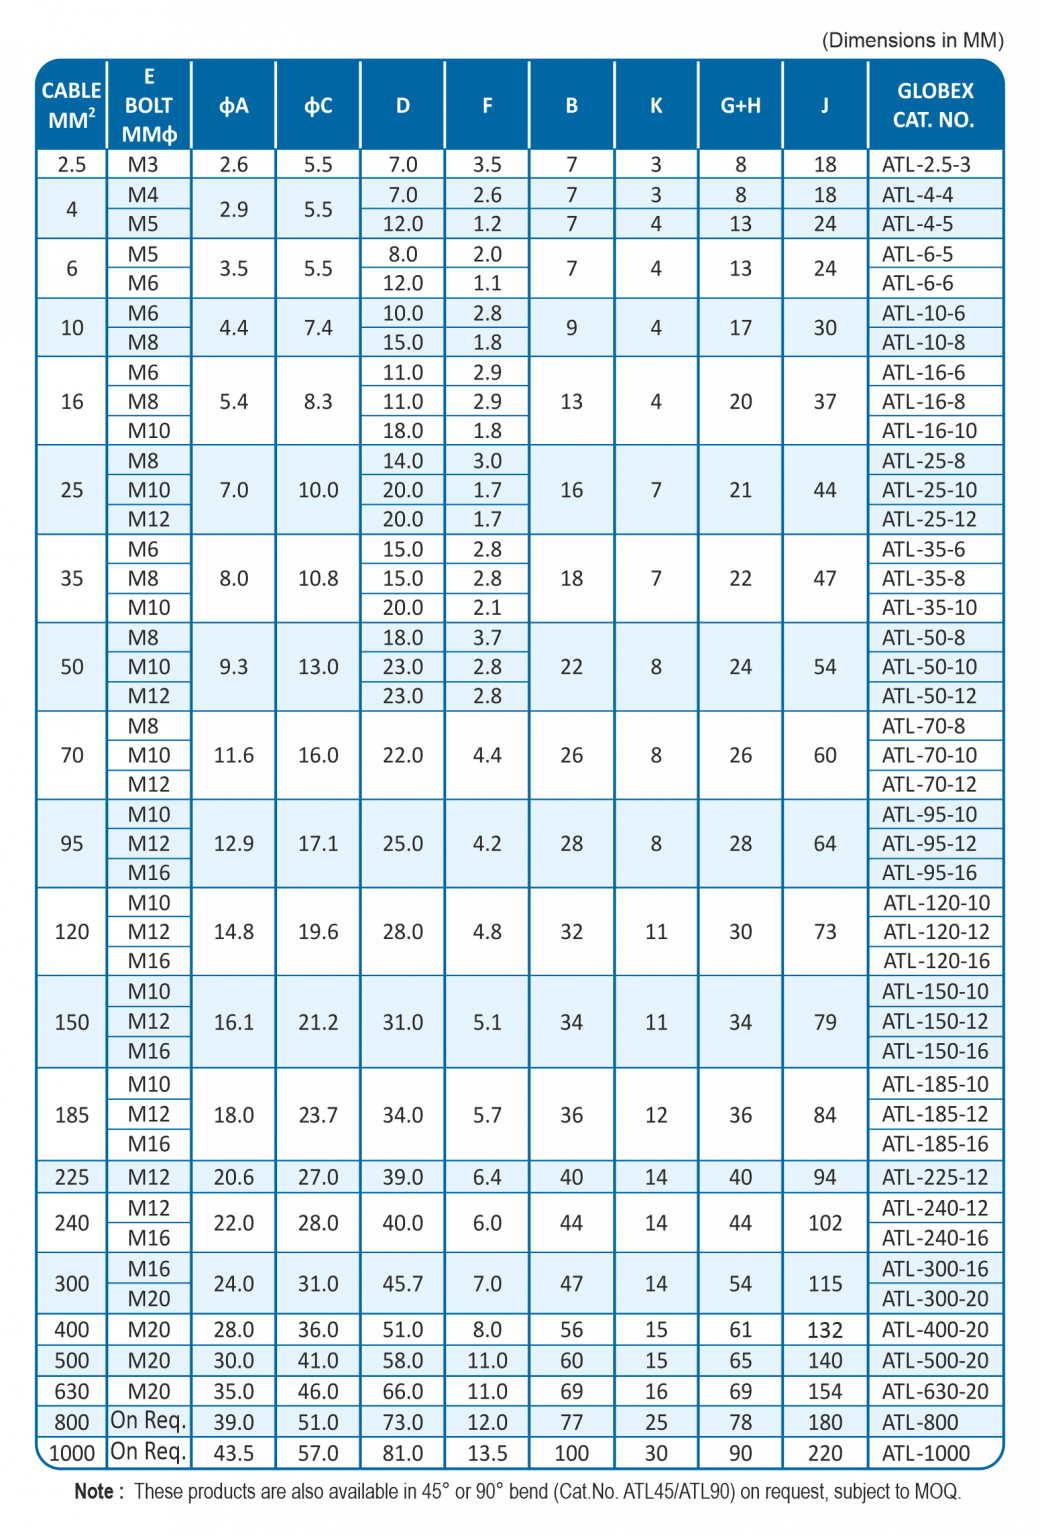 (Dimensions in MM)
CABLE MM² E BOLT MMϕ ϕA ϕC D F B K G+H J GLOBEX CAT. NO.
2.5 M3 2.6 5.5 7.0 3.5 7 3 8 18 ATL-2.5-3
4 M4 2.9 5.5 7.0 2.6 7 3 8 18 ATL-4-4
M5 12.0 1.2 7 4 13 24 ATL-4-5
6 M5 3.5 5.5 8.0 2.0 7 4 13 24 ATL-6-5
M6 12.0 1.1 ATL-6-6
10 M6 4.4 7.4 10.0 2.8 9 4 17 30 ATL-10-6
M8 15.0 1.8 ATL-10-8
M6 11.0 2.9 ATL-16-6
16 M8 5.4 8.3 11.0 2.9 13 4 20 37 ATL-16-8
M10 18.0 1.8 ATL-16-10
M8 14.0 3.0 ATL-25-8
25 M10 7.0 10.0 20.0 1.7 16 7 21 44 ATL-25-10
M12 20.0 1.7 ATL-25-12
M6 15.0 2.8 ATL-35-6
35 M8 8.0 10.8 15.0 2.8 18 7 22 47 ATL-35-8
M10 20.0 2.1 ATL-35-10
M8 18.0 3.7 ATL-50-8
50 M10 9.3 13.0 23.0 2.8 22 8 24 54 ATL-50-10
M12 23.0 2.8 ATL-50-12
M8 ATL-70-8
70 M10 11.6 16.0 22.0 4.4 26 8 26 60 ATL-70-10
M12 ATL-70-12
M10 ATL-95-10
95 M12 12.9 17.1 25.0 4.2 28 8 28 64 ATL-95-12
M16 ATL-95-16
M10 ATL-120-10
120 M12 14.8 19.6 28.0 4.8 32 11 30 73 ATL-120-12
M16 ATL-120-16
M10 ATL-150-10
150 M12 16.1 21.2 31.0 5.1 34 11 34 79 ATL-150-12
M16 ATL-150-16
M10 ATL-185-10
185 M12 18.0 23.7 34.0 5.7 36 12 36 84 ATL-185-12
M16 ATL-185-16
225 M12 20.6 27.0 39.0 6.4 40 14 40 94 ATL-225-12
240 M12 22.0 28.0 40.0 6.0 44 14 44 102 ATL-240-12
M16 ATL-240-16
300 M16 24.0 31.0 45.7 7.0 47 14 54 115 ATL-300-16
M20 ATL-300-20
400 M20 28.0 36.0 51.0 8.0 56 15 61 132 ATL-400-20
500 M20 30.0 41.0 58.0 11.0 60 15 65 140 ATL-500-20
630 M20 35.0 46.0 66.0 11.0 69 16 69 154 ATL-630-20
800 On Req. 39.0 51.0 73.0 12.0 77 25 78 180 ATL-800
1000 On Req. 43.5 57.0 81.0 13.5 100 30 90 220 ATL-1000
Note : These products are also available in 45° or 90° bend (Cat.No. ATL45/ATL90) on request, subject to MOQ.